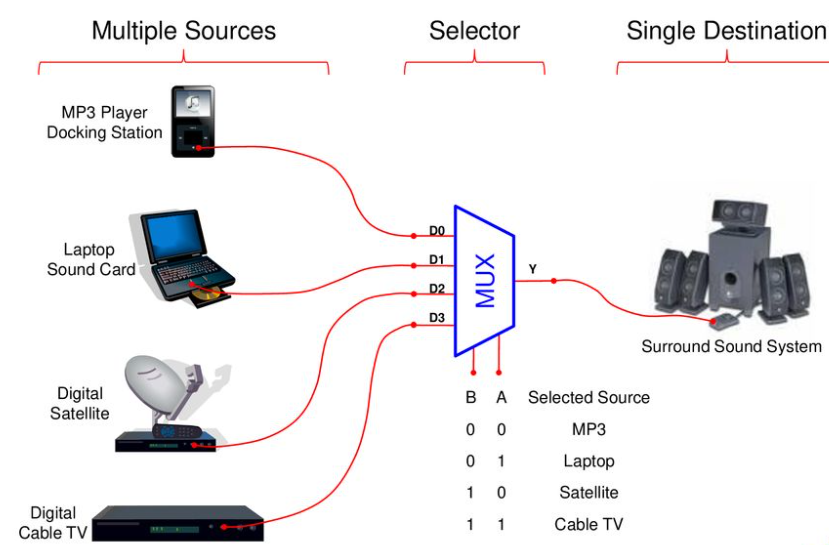 Multiple Sources
Selector
Single Destination
MP3 Player
Docking Station
Laptop
Sound Card
Digital
Satellite
Digital
Cable TV
D0
D1
D2
D3
MUX
Y
Surround Sound System
B A Selected Source
0 0 MP3
0 1 Laptop
1 0 Satellite
1 1 Cable TV